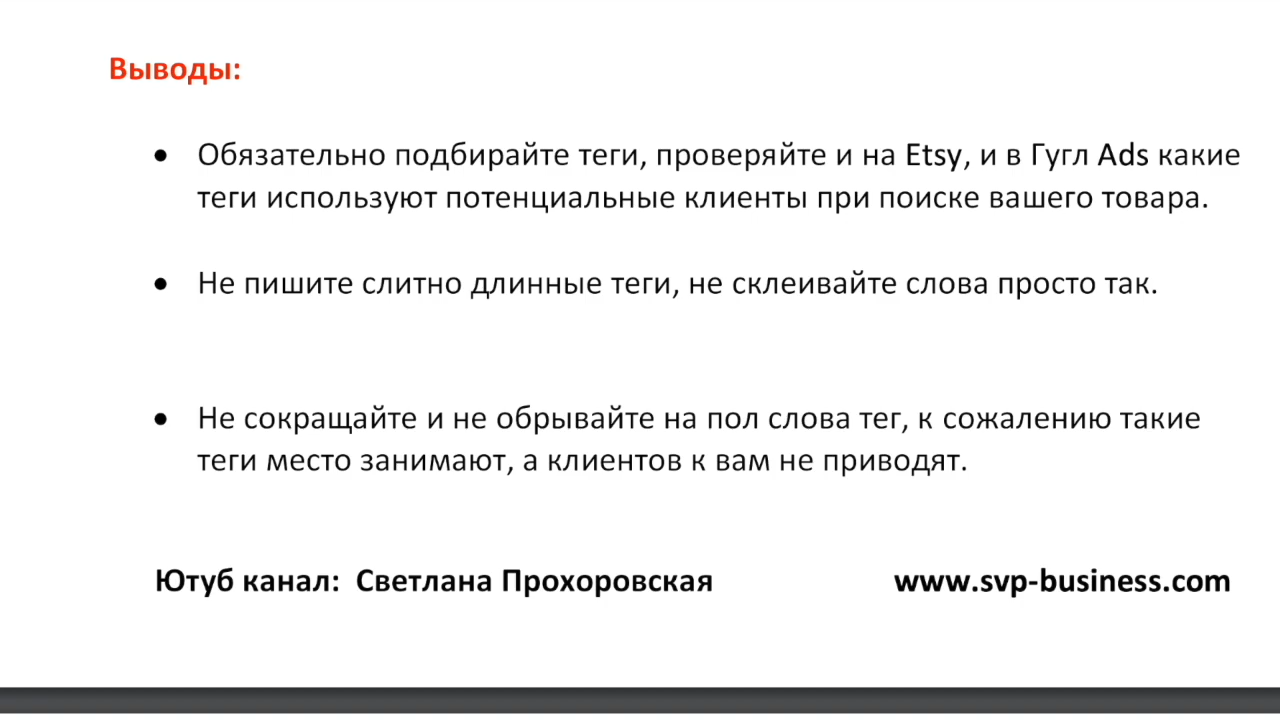 Выводы:
• Обязательно подбирайте теги, проверяйте и на Etsy, и в Гугл Ads какие
теги используют потенциальные клиенты при поиске вашего товара.
• Не пишите слитно длинные теги, не склеивайте слова просто так.
• Не сокращайте и не обрывайте на пол слова тег, к сожалению такие
теги место занимают, а клиентов к вам не приводят.
Ютуб канал: Светлана Прохоровская www.svp-business.com